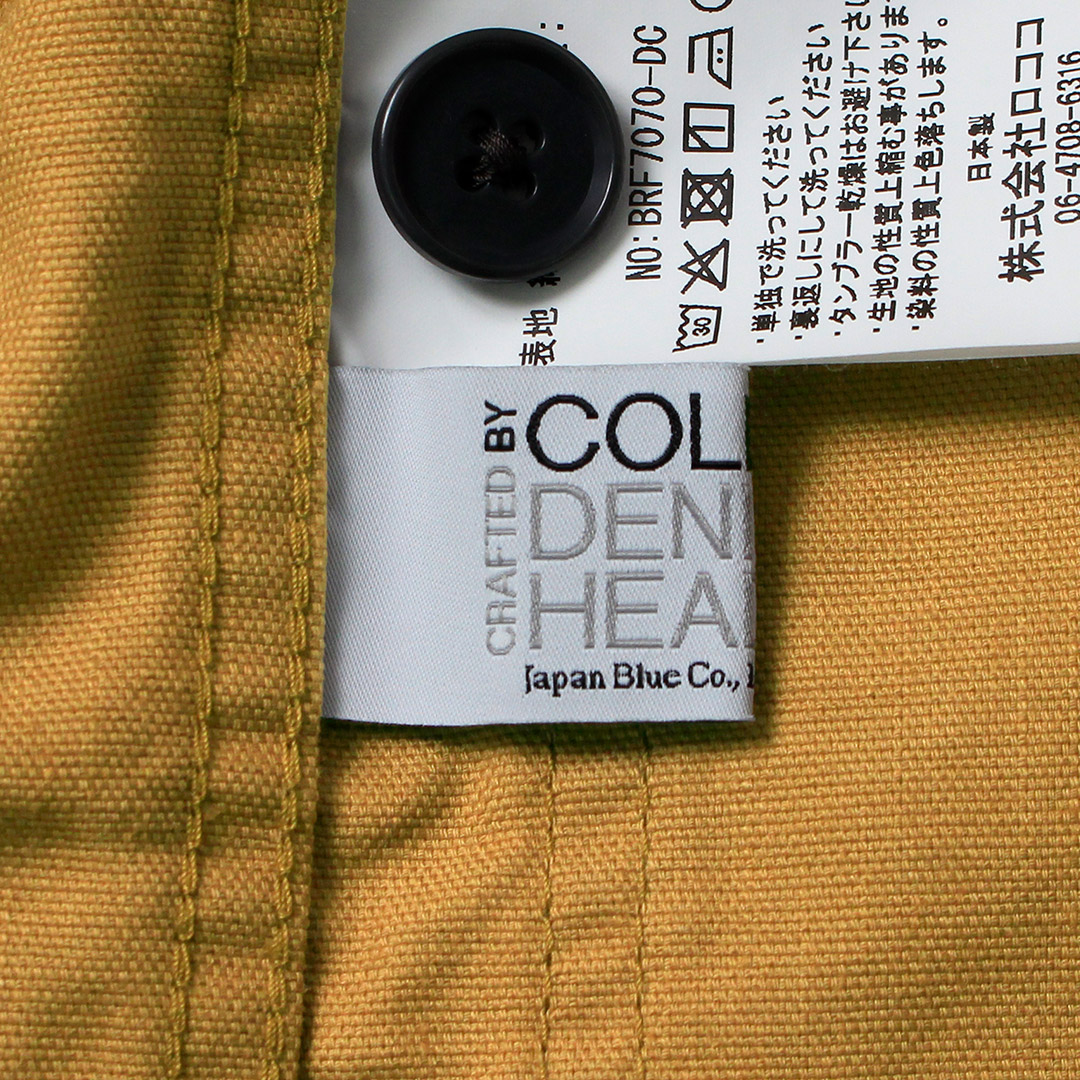 表地
NO:BRF7070-DC
30
・単独で洗ってください
・裏返しにして洗ってください
・タンブラー乾燥はお避け下さい
・生地の性質上縮む事がありま
・染料の性質上色落ちします。
日本製
株式会社ロココ
06-4708-6316
CRAFTED BY
COL
DEN
HEA
Japan Blue Co.,